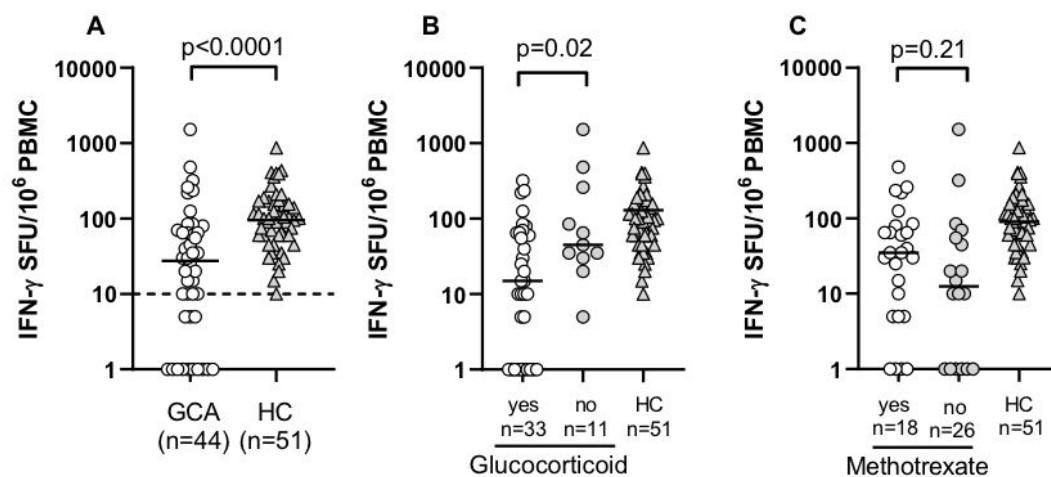 A
p<0.0001
IFN-γ SFU/10⁶ PBMC
10000
1000
100
10
1
GCA HC
(n=44) (n=51)
B
p=0.02
IFN-γ SFU/10⁶ PBMC
10000
1000
100
10
1
yes no HC
n=33 n=11 n=51
Glucocorticoid
C
p=0.21
IFN-γ SFU/10⁶ PBMC
10000
1000
100
10
1
yes no HC
n=18 n=26 n=51
Methotrexate